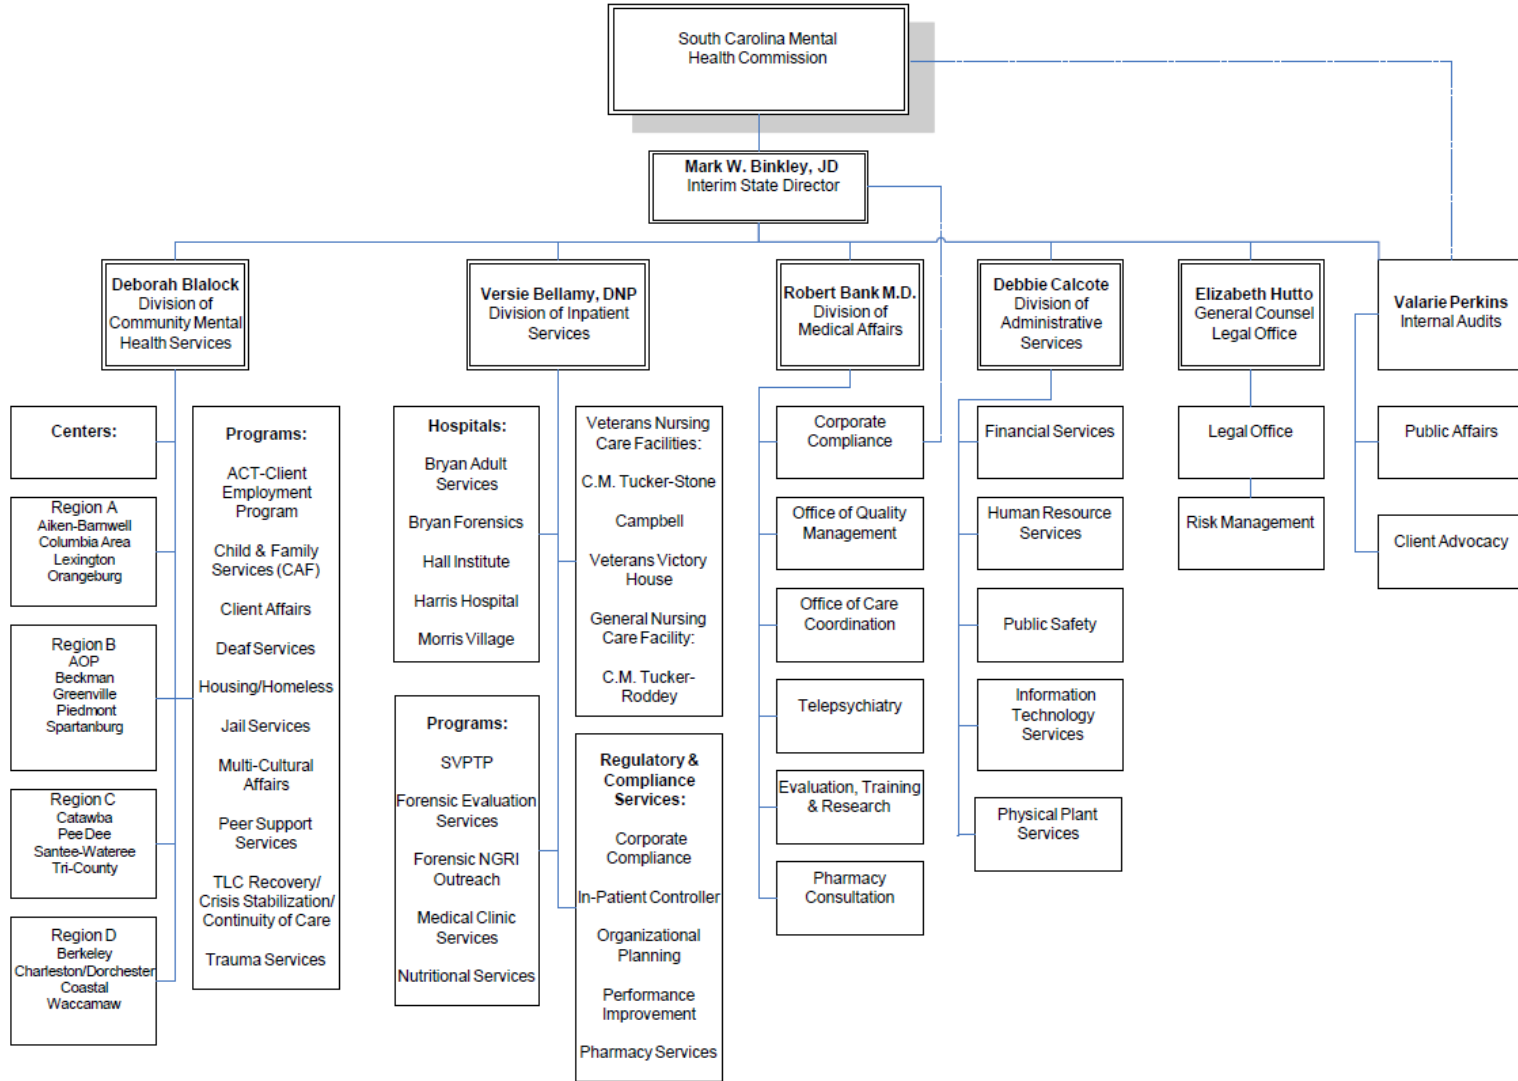 South Carolina Mental
Health Commission
Mark W. Binkley, JD
Interim State Director
Deborah Blalock
Division of
Community Mental
Health Services
Versie Bellamy, DNP
Division of Inpatient
Services
Robert Bank M.D.
Division of
Medical Affairs
Debbie Calcote
Division of
Administrative
Services
Elizabeth Hutto
General Counsel
Legal Office
Valarie Perkins
Internal Audits
Centers:
Region A
Aiken-Barnwell
Columbia Area
Lexington
Orangeburg
Region B
AOP
Beckman
Greenville
Piedmont
Spartanburg
Region C
Catawba
Pee Dee
Santee-Wateree
Tri-County
Region D
Berkeley
Charleston/Dorchester
Coastal
Waccamaw
Programs:
ACT-Client
Employment
Program
Child & Family
Services (CAF)
Client Affairs
Deaf Services
Housing/Homeless
Jail Services
Multi-Cultural
Affairs
Peer Support
Services
TLC Recovery/
Crisis Stabilization/
Continuity of Care
Trauma Services
Hospitals:
Bryan Adult
Services
Bryan Forensics
Hall Institute
Harris Hospital
Morris Village
Programs:
SVPTP
Forensic Evaluation
Services
Forensic NGRI
Outreach
Medical Clinic
Services
Nutritional Services
Veterans Nursing
Care Facilities:
C.M. Tucker-Stone
Campbell
Veterans Victory
House
General Nursing
Care Facility:
C.M. Tucker-
Roddey
Regulatory &
Compliance
Services:
Corporate
Compliance
In-Patient Controller
Organizational
Planning
Performance
Improvement
Pharmacy Services
Corporate
Compliance
Office of Quality
Management
Office of Care
Coordination
Telepsychiatry
Evaluation, Training
& Research
Pharmacy
Consultation
Financial Services
Human Resource
Services
Public Safety
Information
Technology
Services
Physical Plant
Services
Legal Office
Risk Management
Public Affairs
Client Advocacy